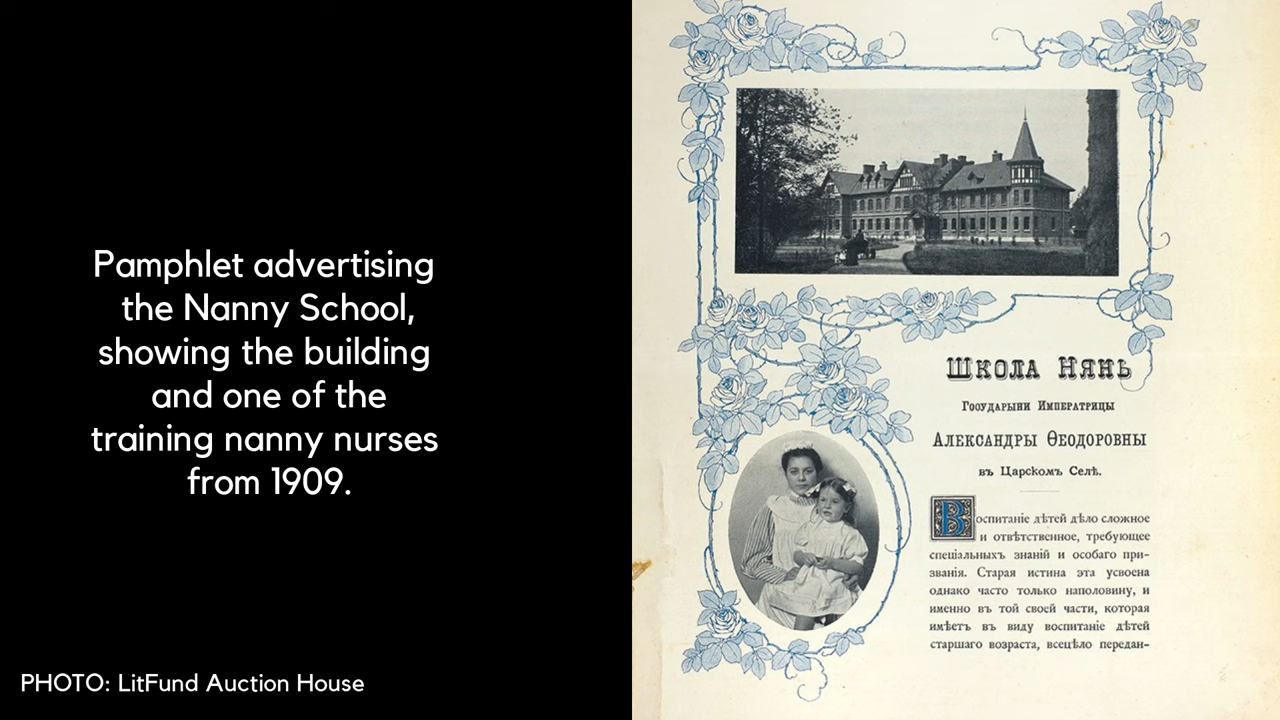 Pamphlet advertising
the Nanny School,
showing the building
and one of the
training nanny nurses
from 1909.
PHOTO: LitFund Auction House
Школа Нянь
Государыни Императрицы
Александры Ѳеодоровны
въ Царскомъ Селѣ.
Воспитаніе дѣтей дѣло сложное
и отвѣтственное, требующее
спеціальныхъ знаній и особаго при-
званія. Старая истина эта усвоена
однако часто только наполовину, и
именно въ той своей части, которая
имѣетъ въ виду воспитаніе дѣтей
старшаго возраста, всецѣло передан-